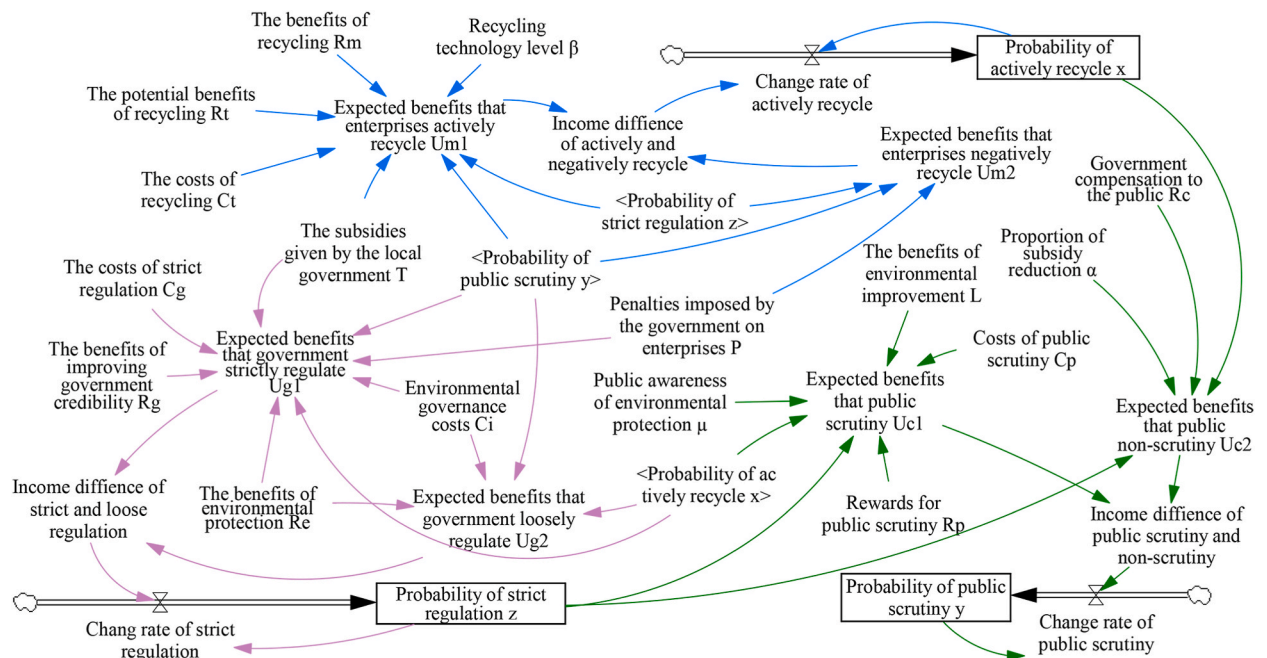 The benefits of
recycling Rm
Recycling
technology level β
Probability of
actively recycle x
Change rate of
actively recycle
The potential benefits
of recycling Rt
Expected benefits that
enterprises actively
recycle Um1
Income diffience
of actively and
negatively recycle
Expected benefits that
enterprises negatively
recycle Um2
Government
compensation to
the public Rc
The costs of
recycling Ct
<Probability of
strict regulation z>
The subsidies
given by the local
government T
<Probability of
public scrutiny y>
The benefits of
environmental
improvement L
Proportion of
subsidy
reduction α
The costs of strict
regulation Cg
Penalties imposed by
the government on
enterprises P
Costs of public
scrutiny Cp
The benefits of
improving
government
credibility Rg
Expected benefits
that government
strictly regulate
Ug1
Environmental
governance
costs Ci
Public awareness
of environmental
protection μ
Expected benefits
that public
scrutiny Uc1
Expected benefits
that public
non-scrutiny Uc2
Income diffience of
strict and loose
regulation
The benefits of
environmental
protection Re
Expected benefits that
government loosely
regulate Ug2
<Probability of ac
tively recycle x>
Rewards for
public scrutiny Rp
Income diffience of
public scrutiny and
non-scrutiny
Probability of strict
regulation z
Probability of public
scrutiny y
Chang rate of strict
regulation
Change rate of
public scrutiny